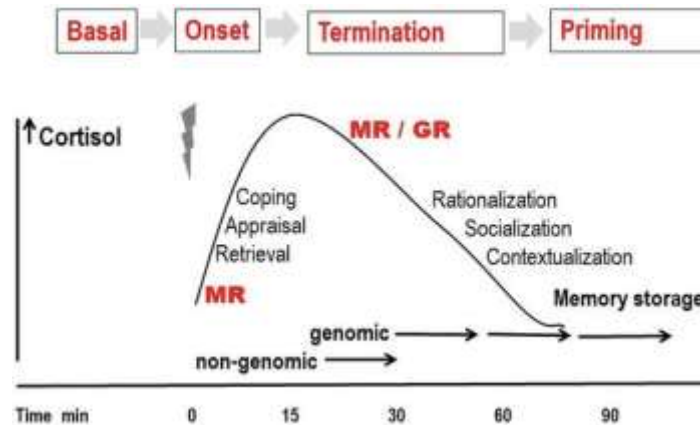 Basal Onset Termination Priming
↑ Cortisol
MR / GR
Coping
Appraisal
Retrieval
MR
Rationalization
Socialization
Contextualization
Memory storage
genomic
non-genomic
Time min 0 15 30 60 90